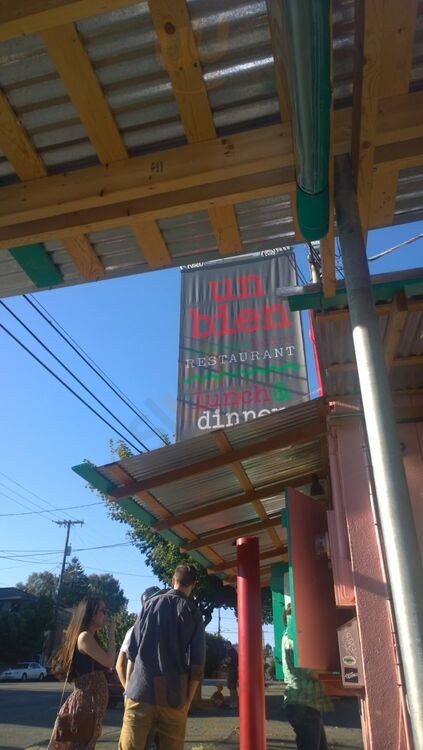 un
bien
RESTAURANT
lunch &
dinner